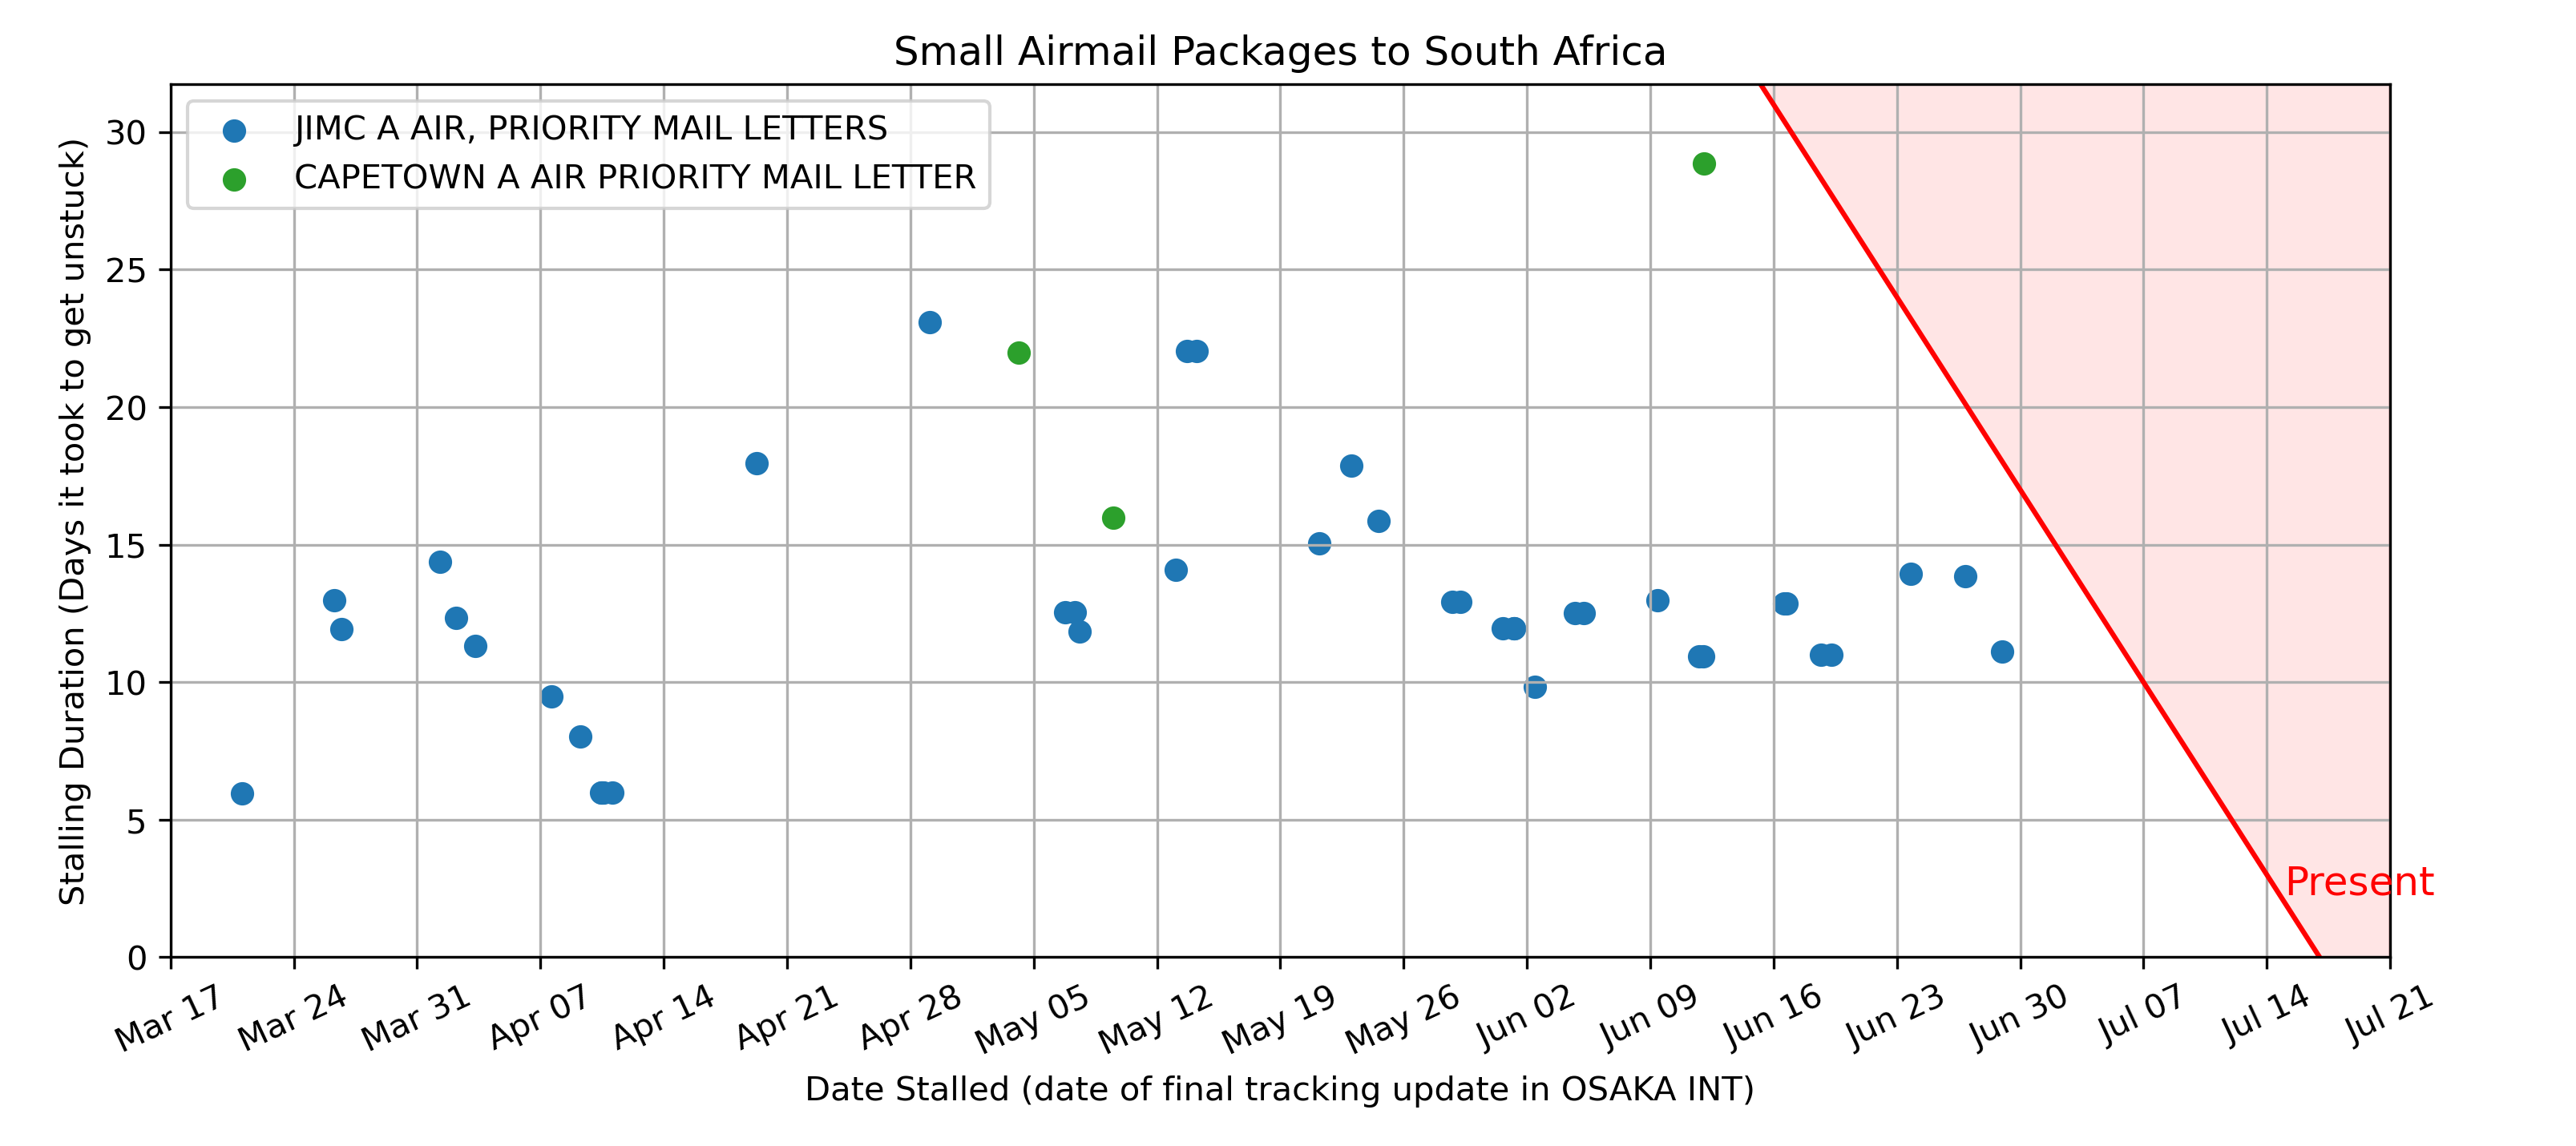 Small Airmail Packages to South Africa
JIMC A AIR, PRIORITY MAIL LETTERS
CAPETOWN A AIR PRIORITY MAIL LETTER
Stalling Duration (Days it took to get unstuck)
30
25
20
15
10
5
0
Present
Mar 17
Mar 24
Mar 31
Apr 07
Apr 14
Apr 21
Apr 28
May 05
May 12
May 19
May 26
Jun 02
Jun 09
Jun 16
Jun 23
Jun 30
Jul 07
Jul 14
Jul 21
Date Stalled (date of final tracking update in OSAKA INT)